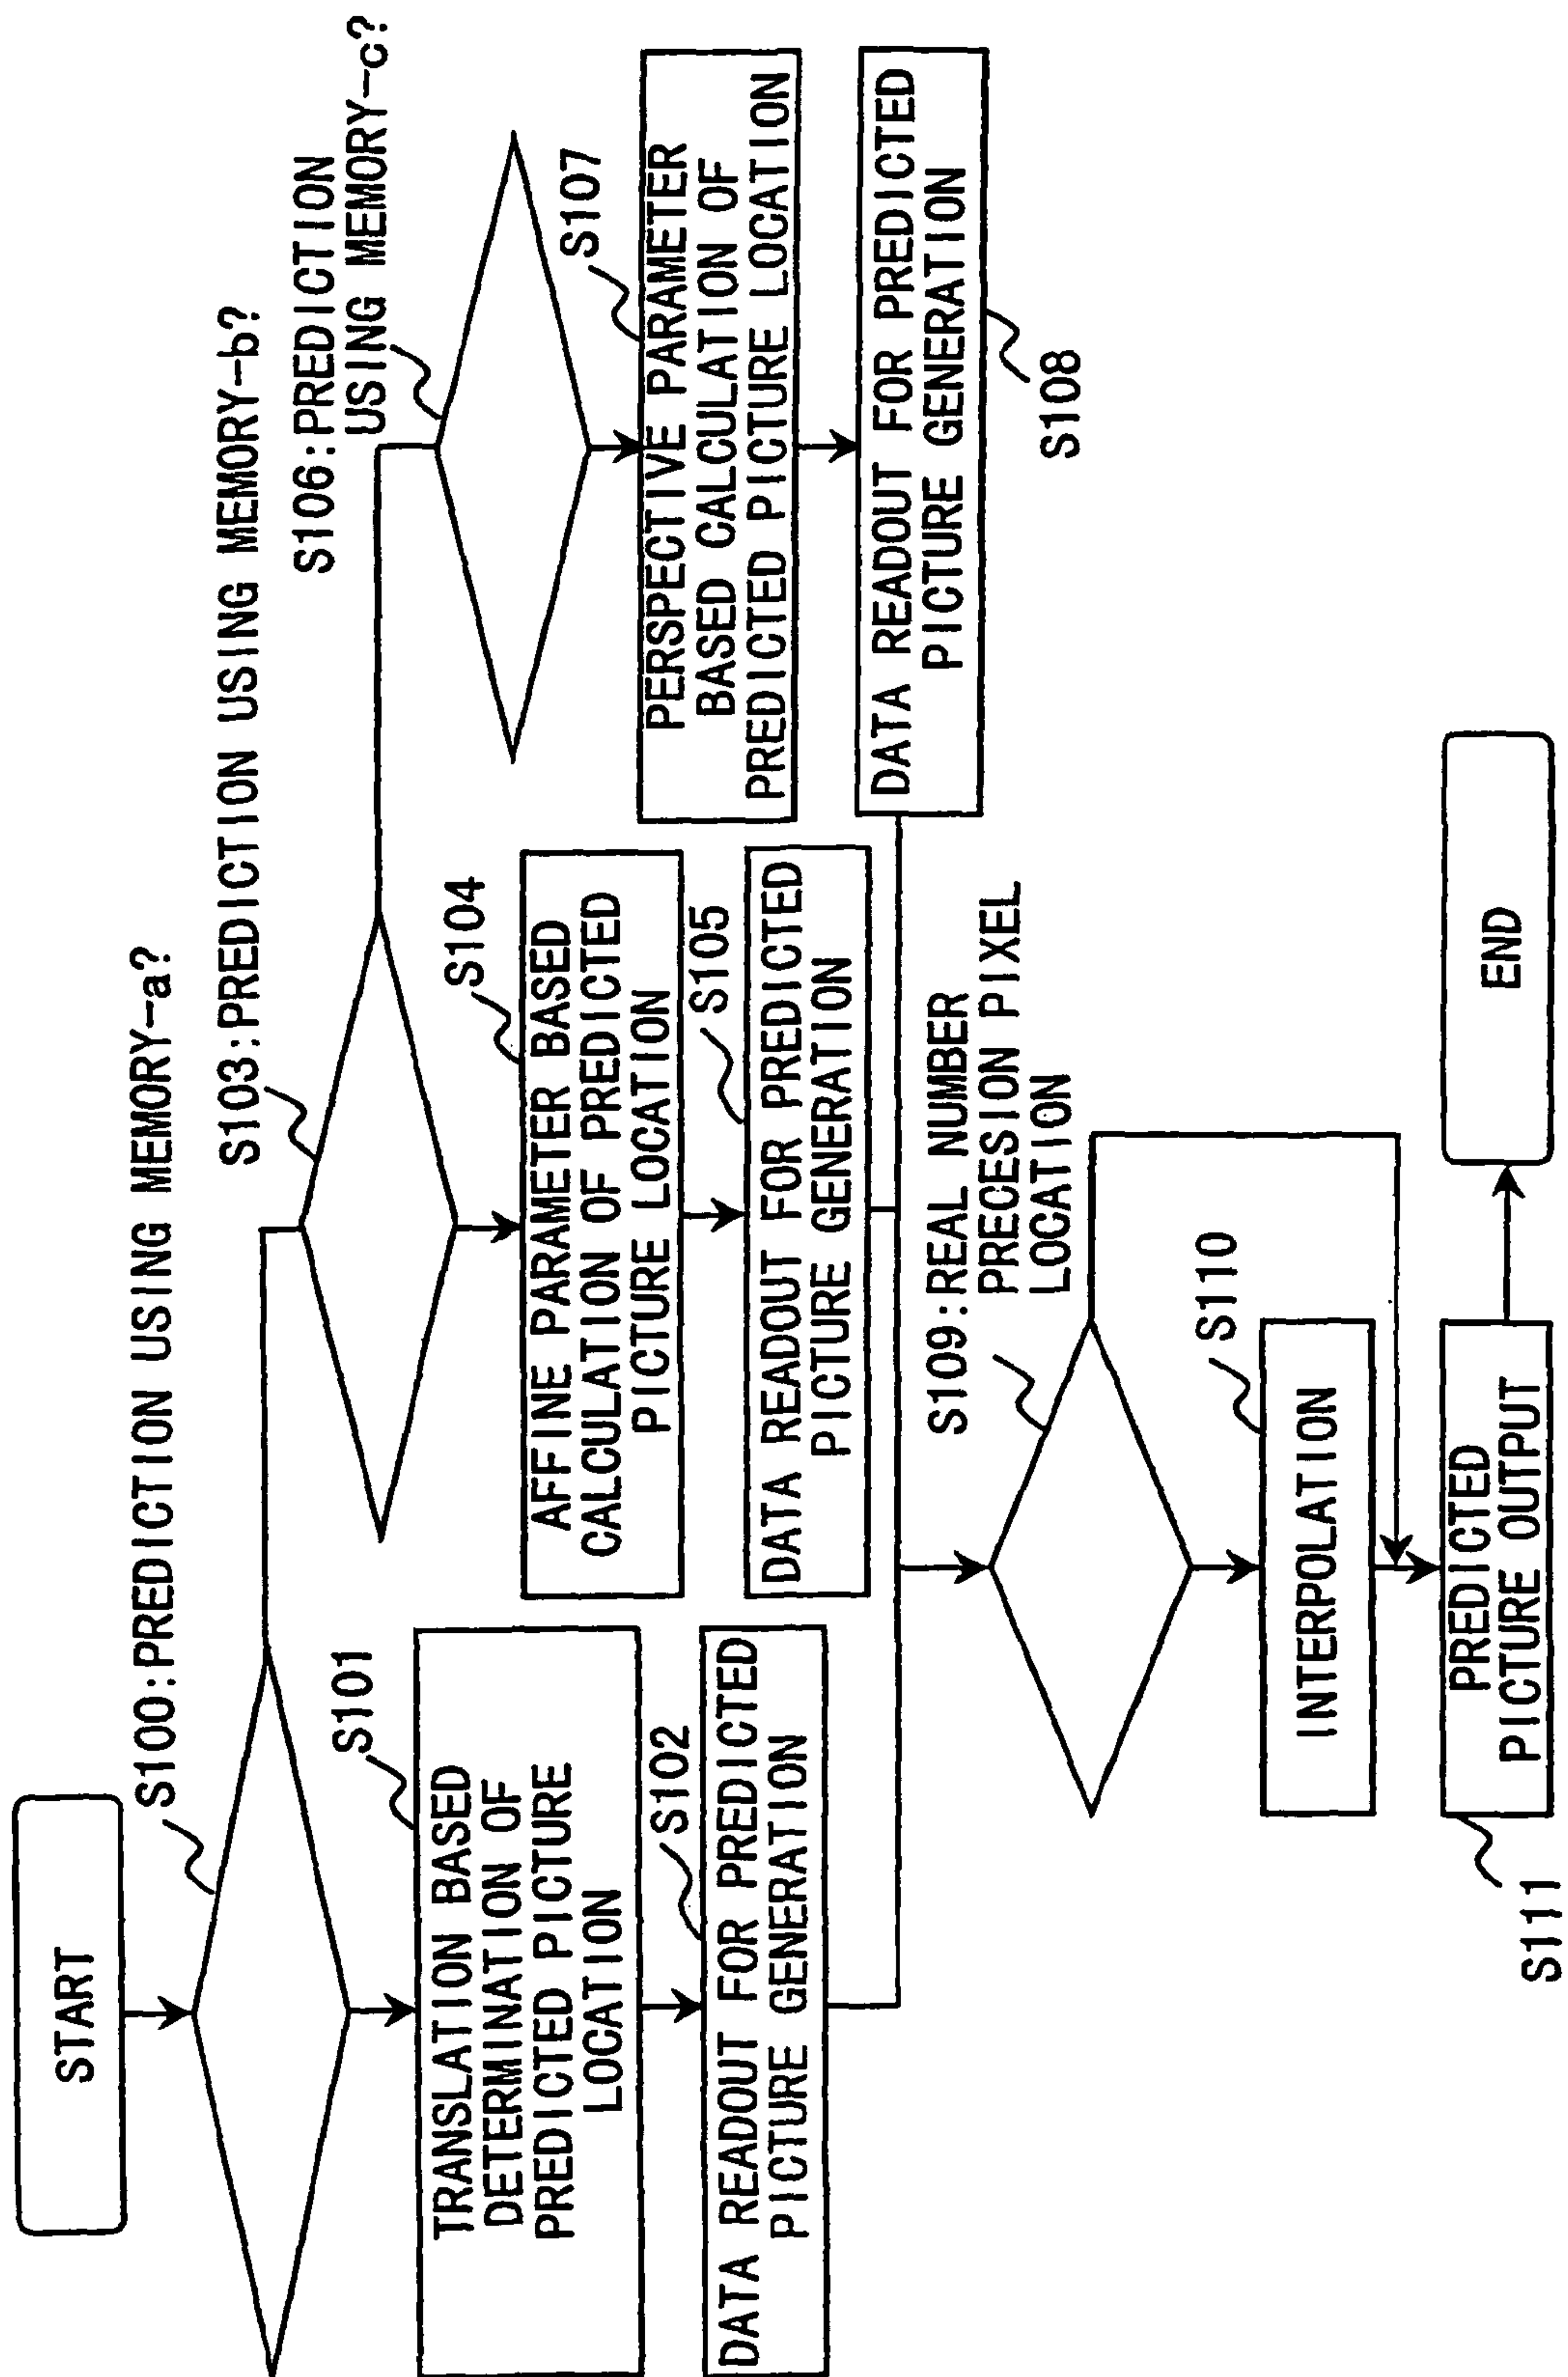 START
S100:PREDICTION USING MEMORY-a?
S101
TRANSLATION BASED
DETERMINATION OF
PREDICTED PICTURE
LOCATION
S102
DATA READOUT FOR PREDICTED
PICTURE GENERATION
S103:PREDICTION USING MEMORY-b?
S104
AFFINE PARAMETER BASED
CALCULATION OF PREDICTED
PICTURE LOCATION
S105
DATA READOUT FOR PREDICTED
PICTURE GENERATION
S106:PREDICTION
USING MEMORY-c?
S107
PERSPECTIVE PARAMETER
BASED CALCULATION OF
PREDICTED PICTURE LOCATION
DATA READOUT FOR PREDICTED
PICTURE GENERATION
S108
S109:REAL NUMBER
PRECESION PIXEL
LOCATION
S110
INTERPOLATION
PREDICTED
PICTURE OUTPUT
S111
END